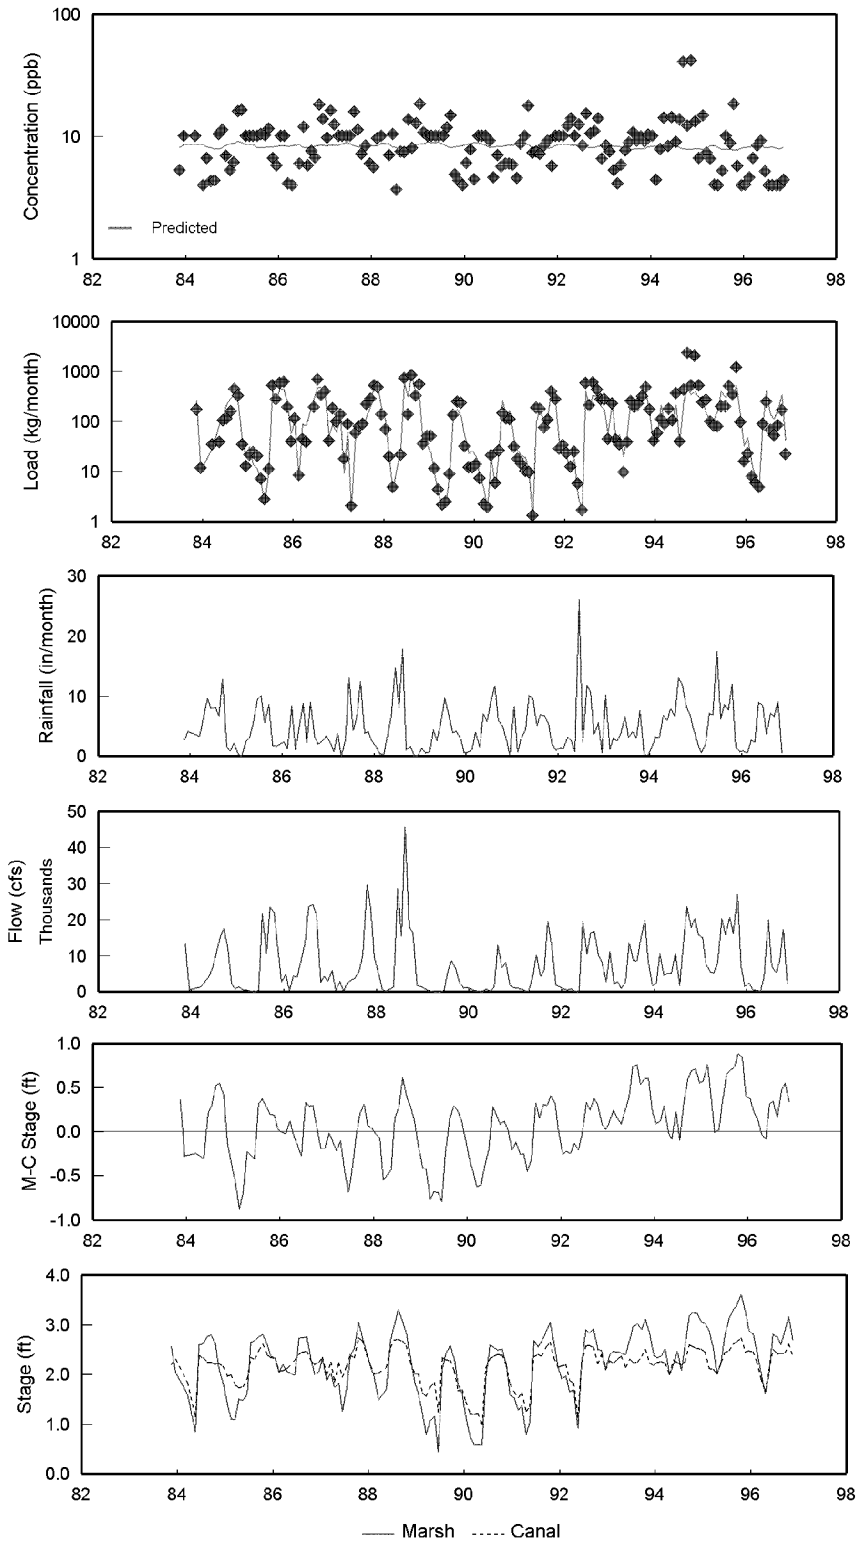 Concentration (ppb)
100
10
1
Predicted
82 84 86 88 90 92 94 96 98
Load (kg/month)
10000
1000
100
10
1
82 84 86 88 90 92 94 96 98
Rainfall (in/month)
30
20
10
0
82 84 86 88 90 92 94 96 98
Flow (cfs)
Thousands
50
40
30
20
10
0
82 84 86 88 90 92 94 96 98
M-C Stage (ft)
1.0
0.5
0.0
-0.5
-1.0
82 84 86 88 90 92 94 96 98
Stage (ft)
4.0
3.0
2.0
1.0
0.0
82 84 86 88 90 92 94 96 98
Marsh Canal